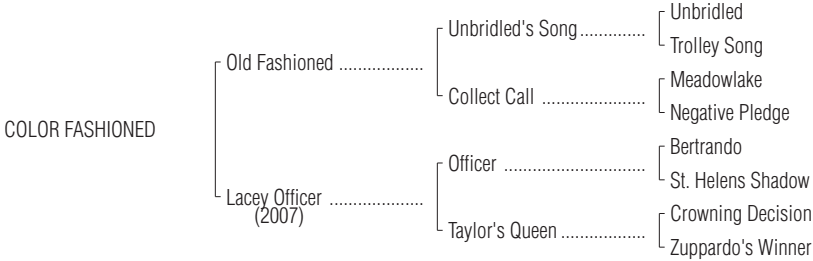 Unbridled
Unbridled's Song..............
Trolley Song
Old Fashioned ..................
Meadowlake
Collect Call ......................
Negative Pledge
COLOR FASHIONED
Bertrando
Officer ..............................
St. Helens Shadow
Lacey Officer ....................
(2007)
Crowning Decision
Taylor's Queen ..................
Zuppardo's Winner